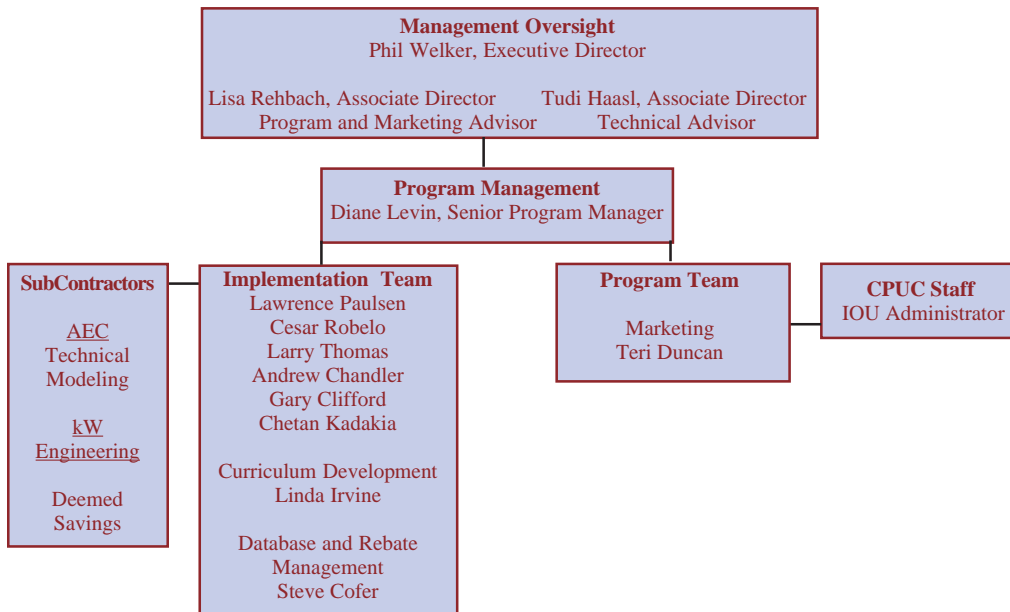 Management Oversight
Phil Welker, Executive Director
Lisa Rehbach, Associate Director Tudi Haasl, Associate Director
Program and Marketing Advisor Technical Advisor
Program Management
Diane Levin, Senior Program Manager
SubContractors
AEC
Technical
Modeling
kW
Engineering
Deemed
Savings
Implementation Team
Lawrence Paulsen
Cesar Robelo
Larry Thomas
Andrew Chandler
Gary Clifford
Chetan Kadakia
Curriculum Development
Linda Irvine
Database and Rebate
Management
Steve Cofer
Program Team
Marketing
Teri Duncan
CPUC Staff
IOU Administrator